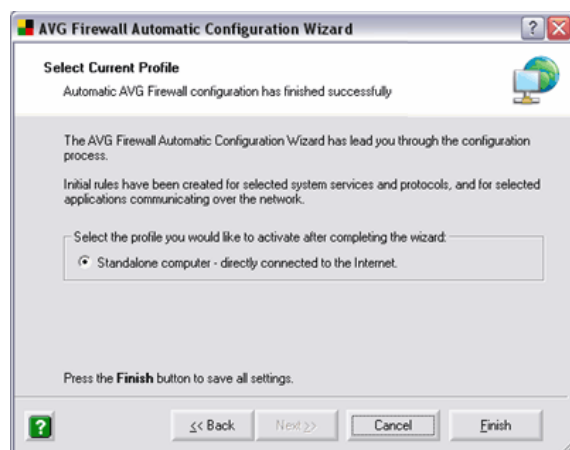 AVG Firewall Automatic Configuration Wizard
Select Current Profile
Automatic AVG Firewall configuration has finished successfully
The AVG Firewall Automatic Configuration Wizard has lead you through the configuration
process.
Initial rules have been created for selected system services and protocols, and for selected
applications communicating over the network.
Select the profile you would like to activate after completing the wizard:
Standalone computer - directly connected to the Internet.
Press the Finish button to save all settings.
<< Back
Next >>
Cancel
Finish